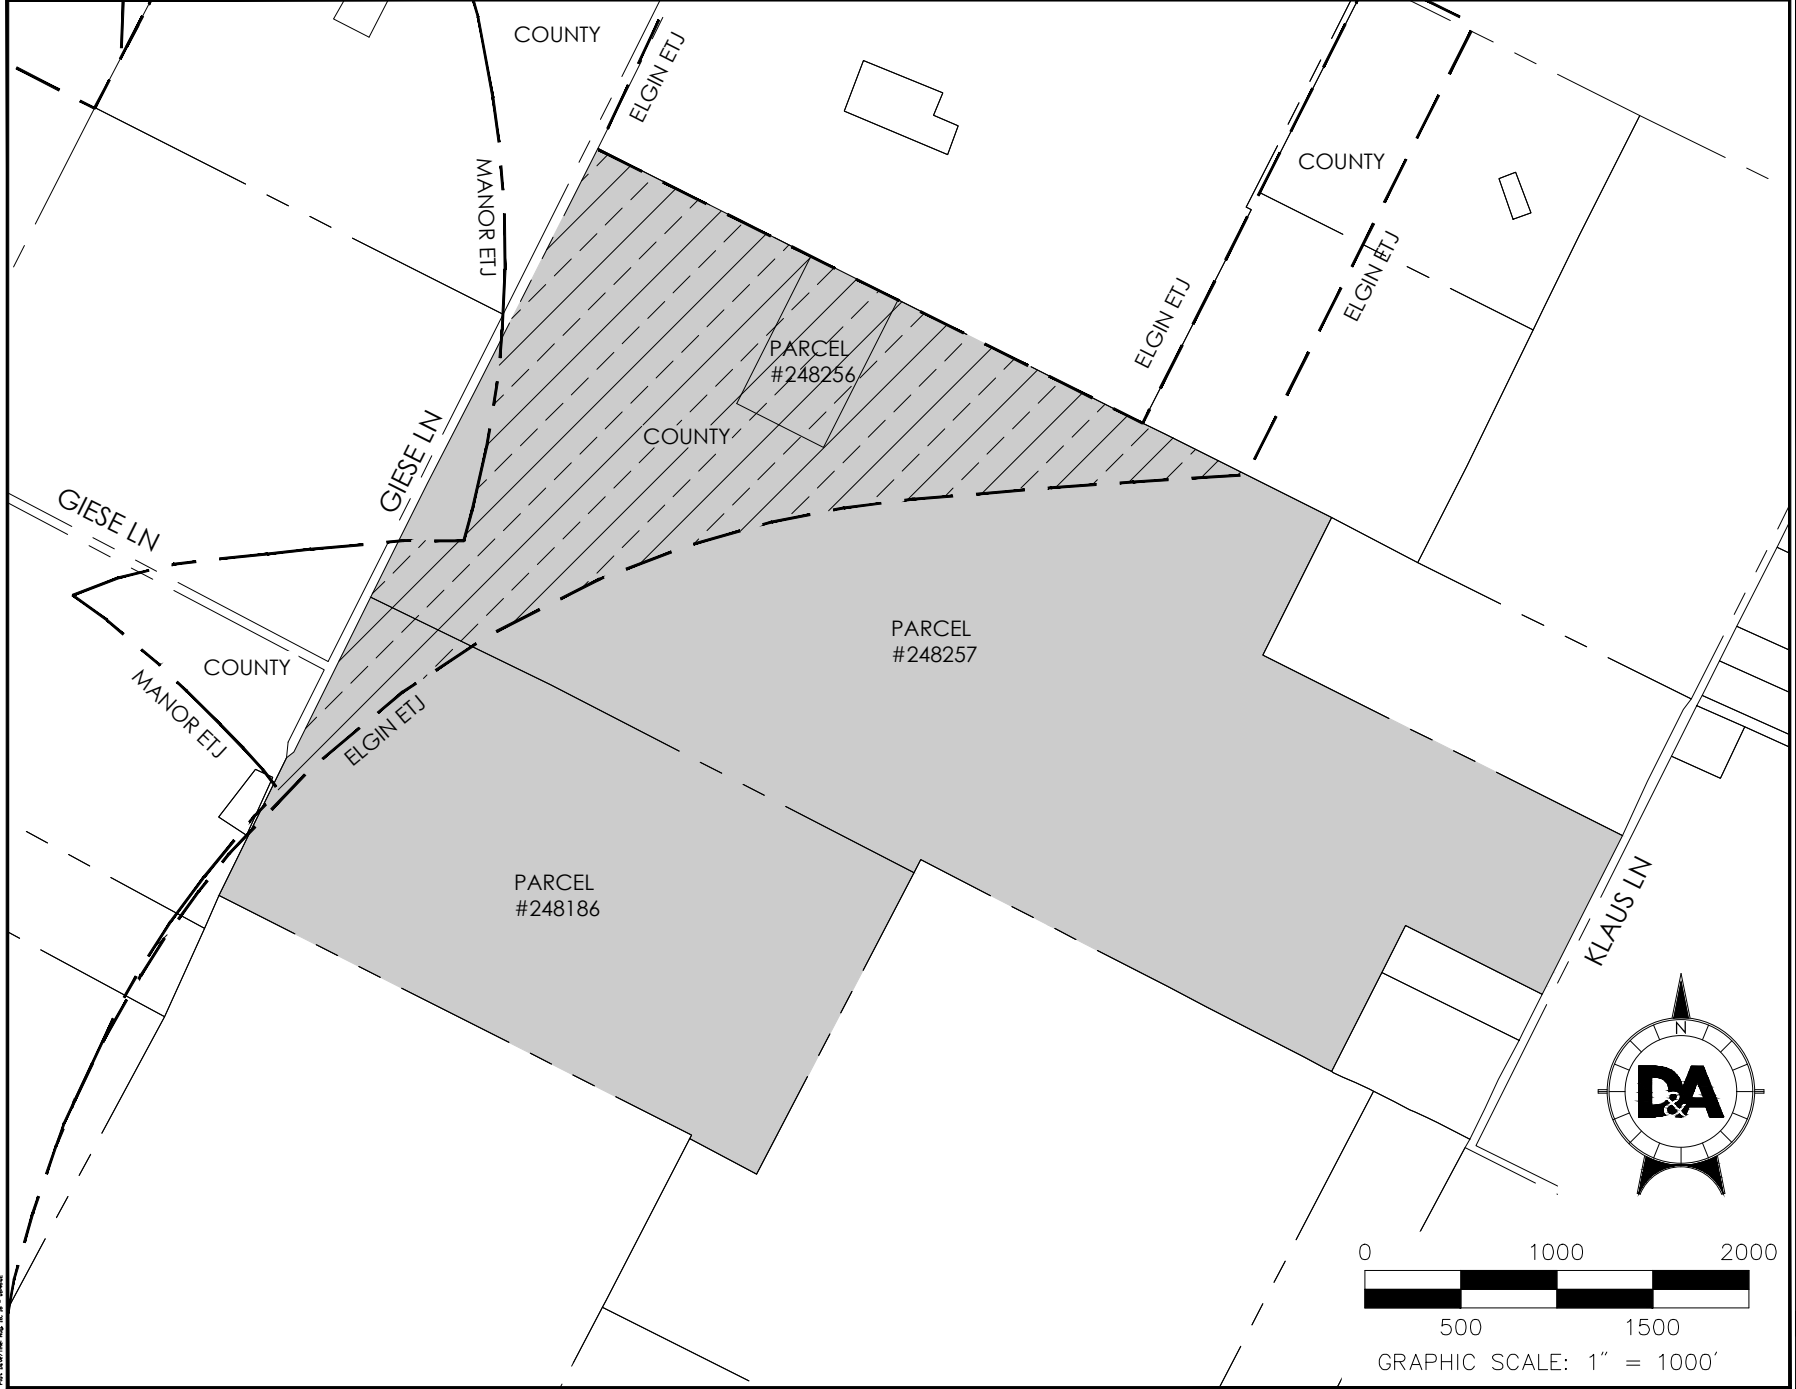 COUNTY
ELGIN ETJ
MANOR ETJ
COUNTY
ELGIN ETJ
ELGIN ETJ
PARCEL
#248256
COUNTY
GIESE LN
GIESE LN
COUNTY
MANOR ETJ
ELGIN ETJ
PARCEL
#248257
PARCEL
#248186
KLAUS LN
N
D&A
0 1000 2000
500 1500
GRAPHIC SCALE: 1" = 1000'